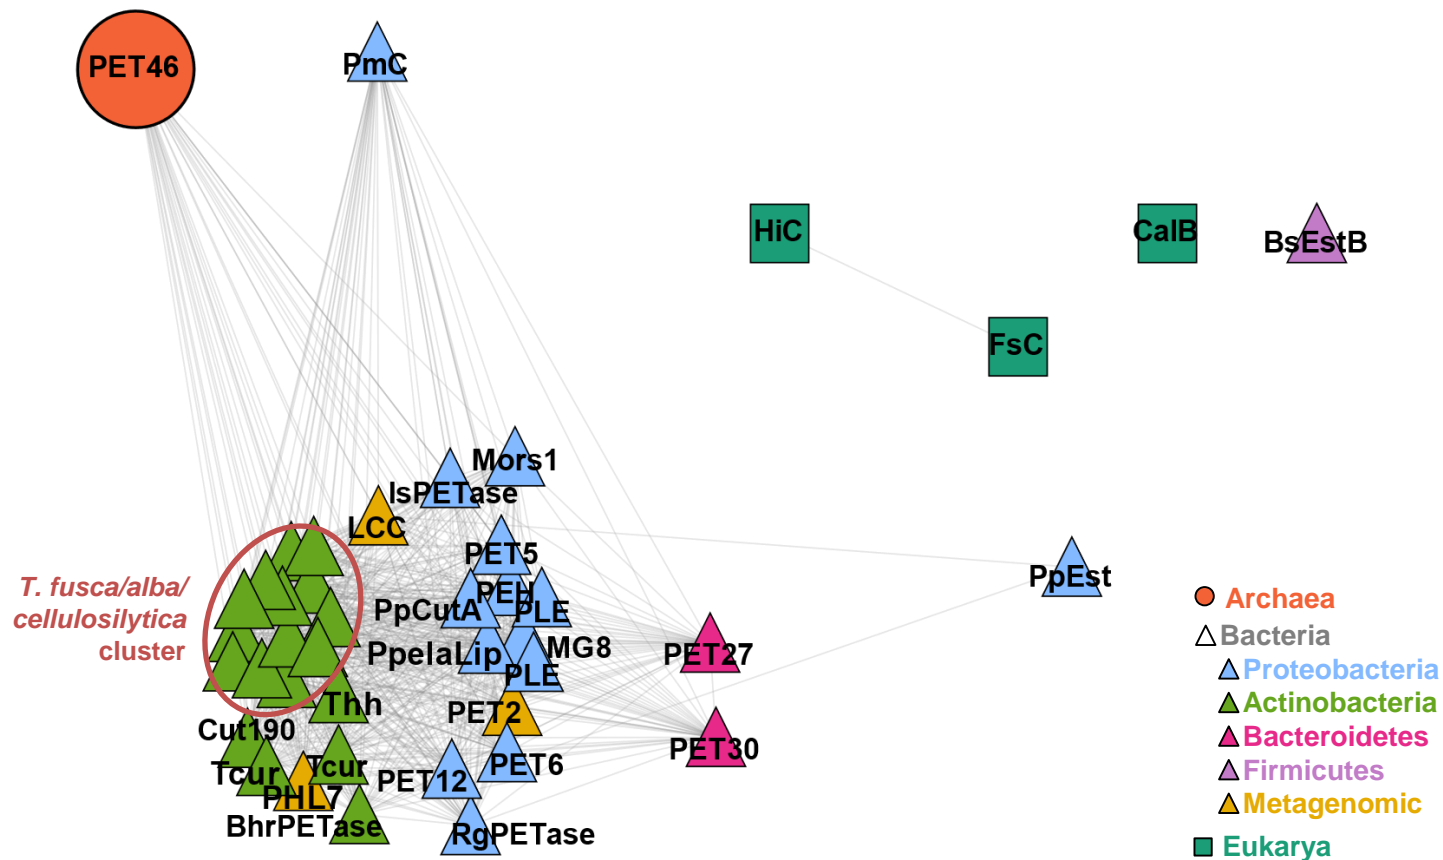 PET46
PmC
HiC
CalB
BsEstB
FsC
Mors1
IsPETase
LCC
PET5
PpEst
PEH
PLE
PpCutA
T. fusca/alba/
cellulosilytica
cluster
Archaea
Bacteria
MG8
PpelaLip
PET27
Proteobacteria
PLE
Thh
PET2
Actinobacteria
Cut190
Bacteroidetes
PET30
Tcur
Tcur
PET6
PET12
Firmicutes
PHL7
Metagenomic
BhrPETase
RgPETase
Eukarya